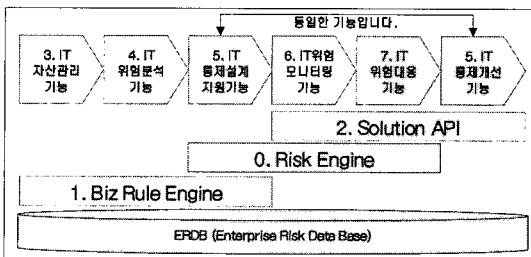 동일한 기능입니다.
3. IT
자산관리
기능
4. IT
위험분석
기능
5. IT
통제설계
지원기능
6. IT위험
모니터링
기능
7. IT
위험대응
기능
5. IT
통제개선
기능
2. Solution API
0. Risk Engine
1. Biz Rule Engine
ERDB (Enterprise Risk Data Base)